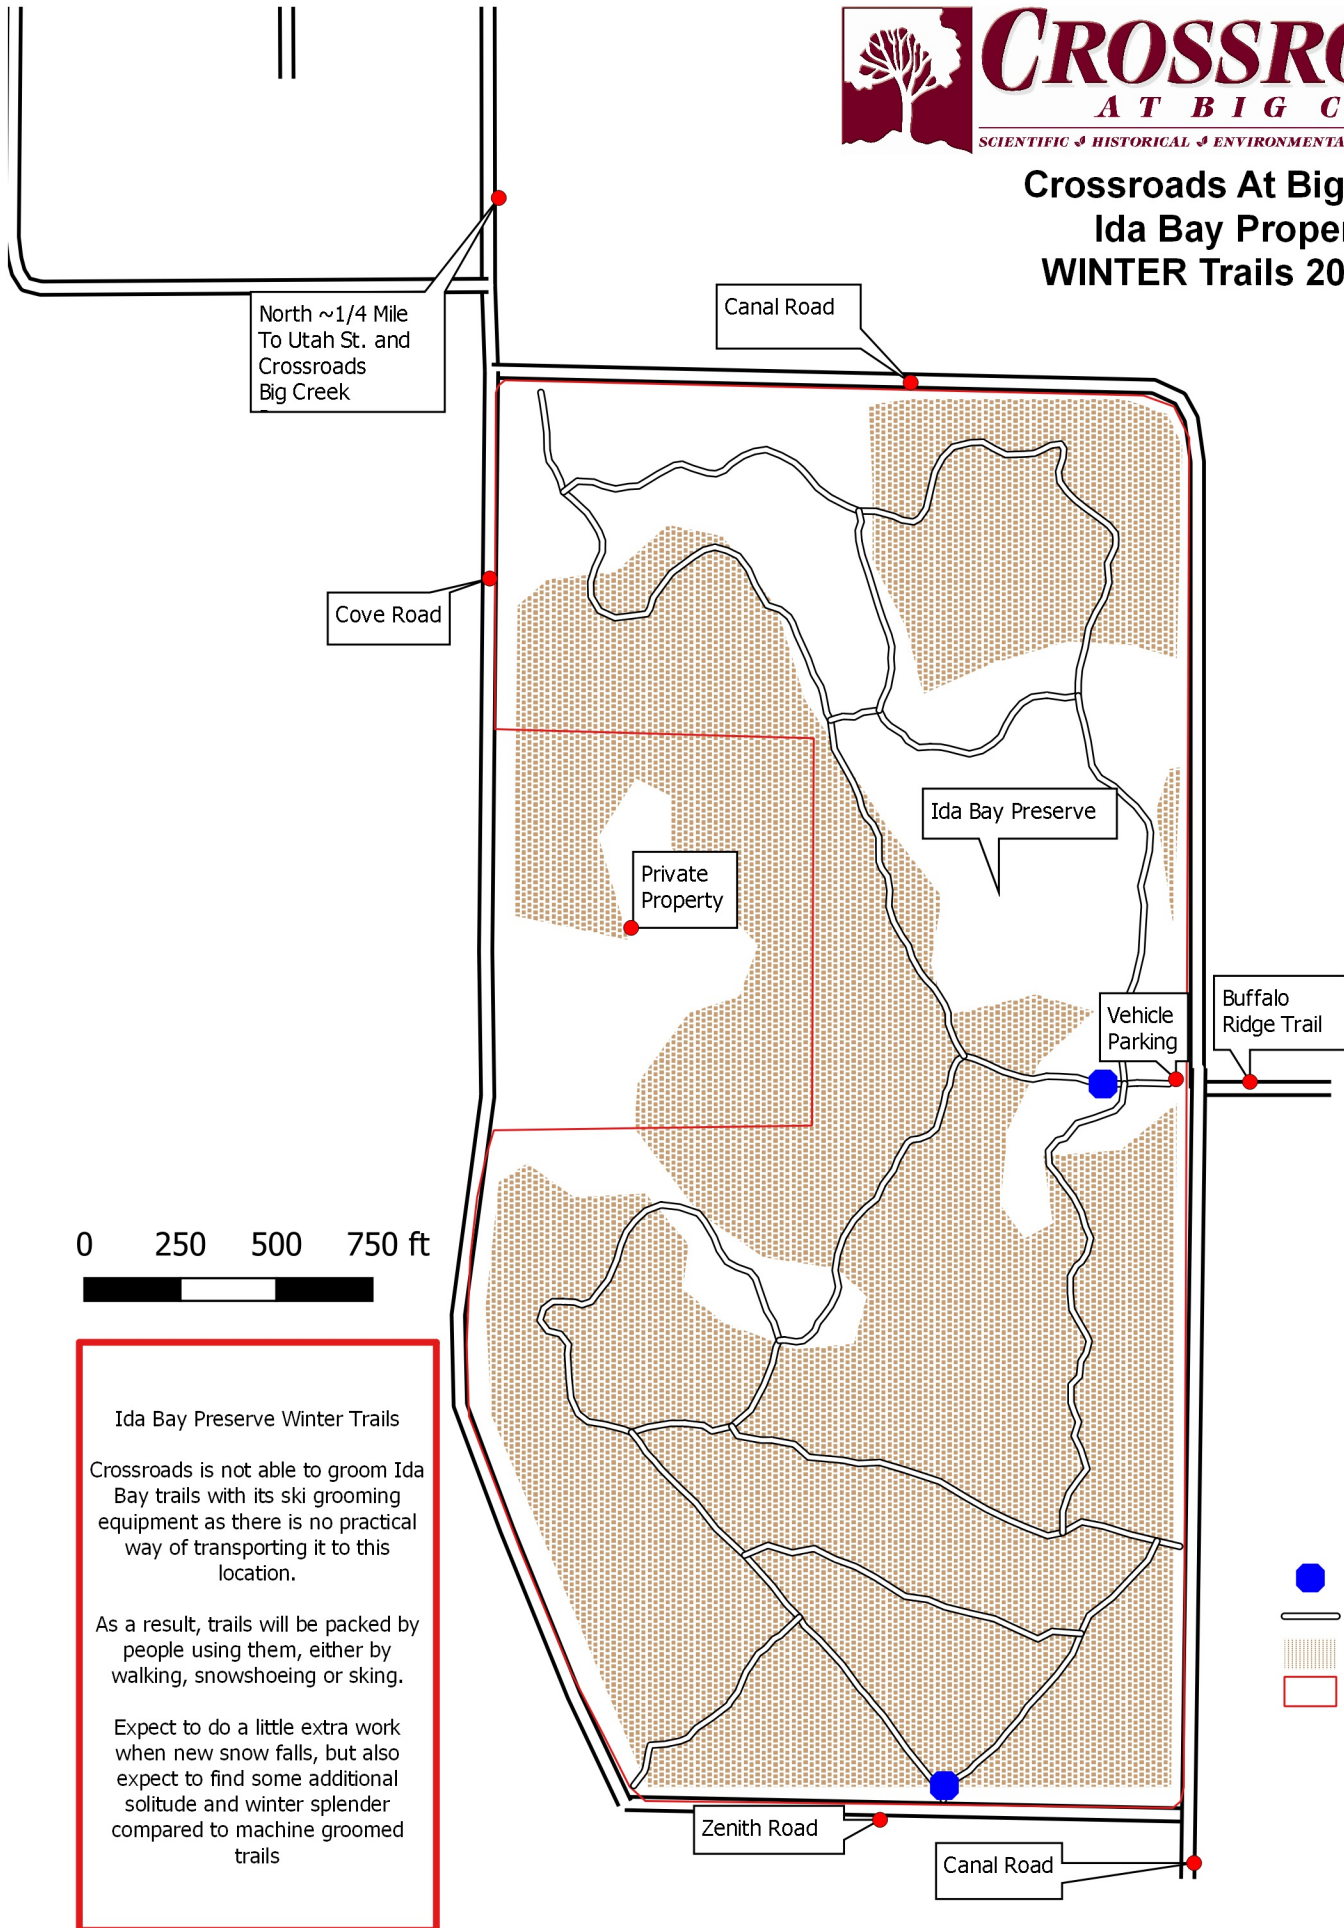 CROSSRO
AT BIG C
SCIENTIFIC HISTORICAL ENVIRONMENTA
Crossroads At Big
Ida Bay Proper
WINTER Trails 20
North ~1/4 Mile
To Utah St. and
Crossroads
Big Creek
Canal Road
Cove Road
Ida Bay Preserve
Private
Property
Vehicle
Parking
Buffalo
Ridge Trail
0 250 500 750 ft
Ida Bay Preserve Winter Trails
Crossroads is not able to groom Ida
Bay trails with its ski grooming
equipment as there is no practical
way of transporting it to this
location.
As a result, trails will be packed by
people using them, either by
walking, snowshoeing or sking.
Expect to do a little extra work
when new snow falls, but also
expect to find some additional
solitude and winter splender
compared to machine groomed
trails
Zenith Road
Canal Road